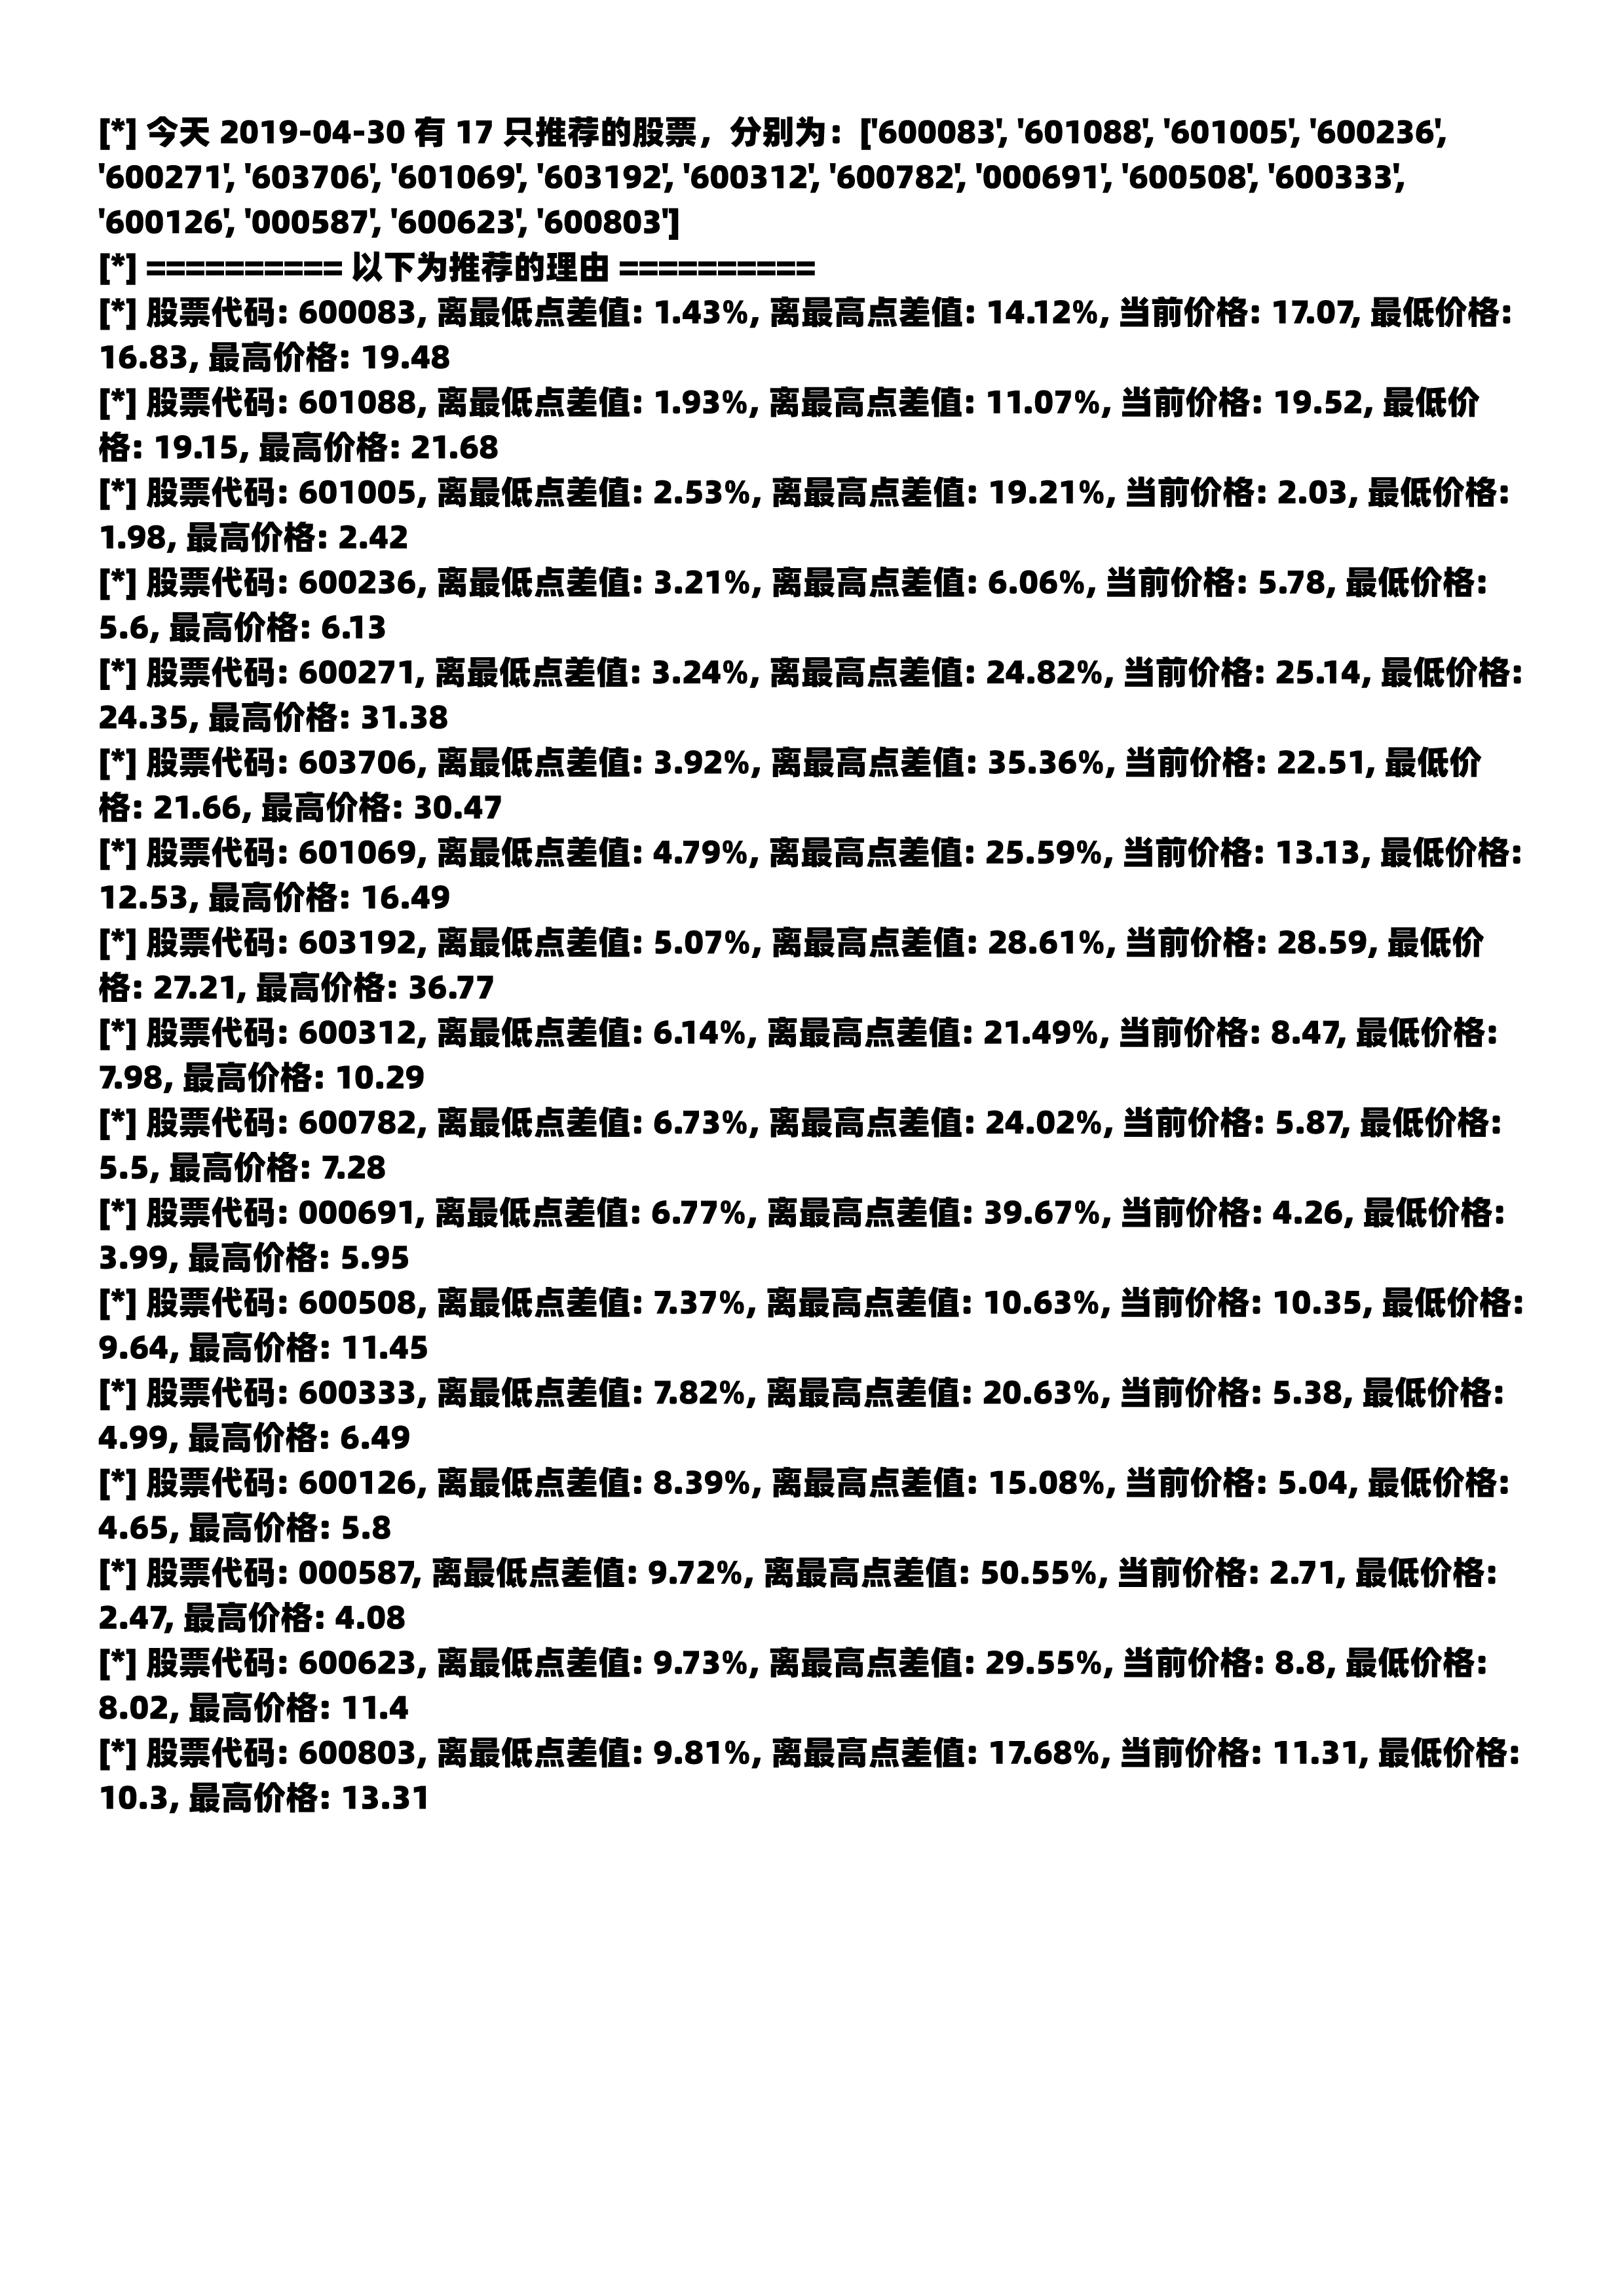 [*] 今天 2019-04-30 有 17 只推荐的股票，分别为：['600083', '601088', '601005', '600236',
'600271', '603706', '601069', '603192', '600312', '600782', '000691', '600508', '600333',
'600126', '000587', '600623', '600803']
[*] ========== 以下为推荐的理由 ==========
[*] 股票代码: 600083, 离最低点差值: 1.43%, 离最高点差值: 14.12%, 当前价格: 17.07, 最低价格:
16.83, 最高价格: 19.48
[*] 股票代码: 601088, 离最低点差值: 1.93%, 离最高点差值: 11.07%, 当前价格: 19.52, 最低价
格: 19.15, 最高价格: 21.68
[*] 股票代码: 601005, 离最低点差值: 2.53%, 离最高点差值: 19.21%, 当前价格: 2.03, 最低价格:
1.98, 最高价格: 2.42
[*] 股票代码: 600236, 离最低点差值: 3.21%, 离最高点差值: 6.06%, 当前价格: 5.78, 最低价格:
5.6, 最高价格: 6.13
[*] 股票代码: 600271, 离最低点差值: 3.24%, 离最高点差值: 24.82%, 当前价格: 25.14, 最低价格:
24.35, 最高价格: 31.38
[*] 股票代码: 603706, 离最低点差值: 3.92%, 离最高点差值: 35.36%, 当前价格: 22.51, 最低价
格: 21.66, 最高价格: 30.47
[*] 股票代码: 601069, 离最低点差值: 4.79%, 离最高点差值: 25.59%, 当前价格: 13.13, 最低价格:
12.53, 最高价格: 16.49
[*] 股票代码: 603192, 离最低点差值: 5.07%, 离最高点差值: 28.61%, 当前价格: 28.59, 最低价
格: 27.21, 最高价格: 36.77
[*] 股票代码: 600312, 离最低点差值: 6.14%, 离最高点差值: 21.49%, 当前价格: 8.47, 最低价格:
7.98, 最高价格: 10.29
[*] 股票代码: 600782, 离最低点差值: 6.73%, 离最高点差值: 24.02%, 当前价格: 5.87, 最低价格:
5.5, 最高价格: 7.28
[*] 股票代码: 000691, 离最低点差值: 6.77%, 离最高点差值: 39.67%, 当前价格: 4.26, 最低价格:
3.99, 最高价格: 5.95
[*] 股票代码: 600508, 离最低点差值: 7.37%, 离最高点差值: 10.63%, 当前价格: 10.35, 最低价格:
9.64, 最高价格: 11.45
[*] 股票代码: 600333, 离最低点差值: 7.82%, 离最高点差值: 20.63%, 当前价格: 5.38, 最低价格:
4.99, 最高价格: 6.49
[*] 股票代码: 600126, 离最低点差值: 8.39%, 离最高点差值: 15.08%, 当前价格: 5.04, 最低价格:
4.65, 最高价格: 5.8
[*] 股票代码: 000587, 离最低点差值: 9.72%, 离最高点差值: 50.55%, 当前价格: 2.71, 最低价格:
2.47, 最高价格: 4.08
[*] 股票代码: 600623, 离最低点差值: 9.73%, 离最高点差值: 29.55%, 当前价格: 8.8, 最低价格:
8.02, 最高价格: 11.4
[*] 股票代码: 600803, 离最低点差值: 9.81%, 离最高点差值: 17.68%, 当前价格: 11.31, 最低价格:
10.3, 最高价格: 13.31